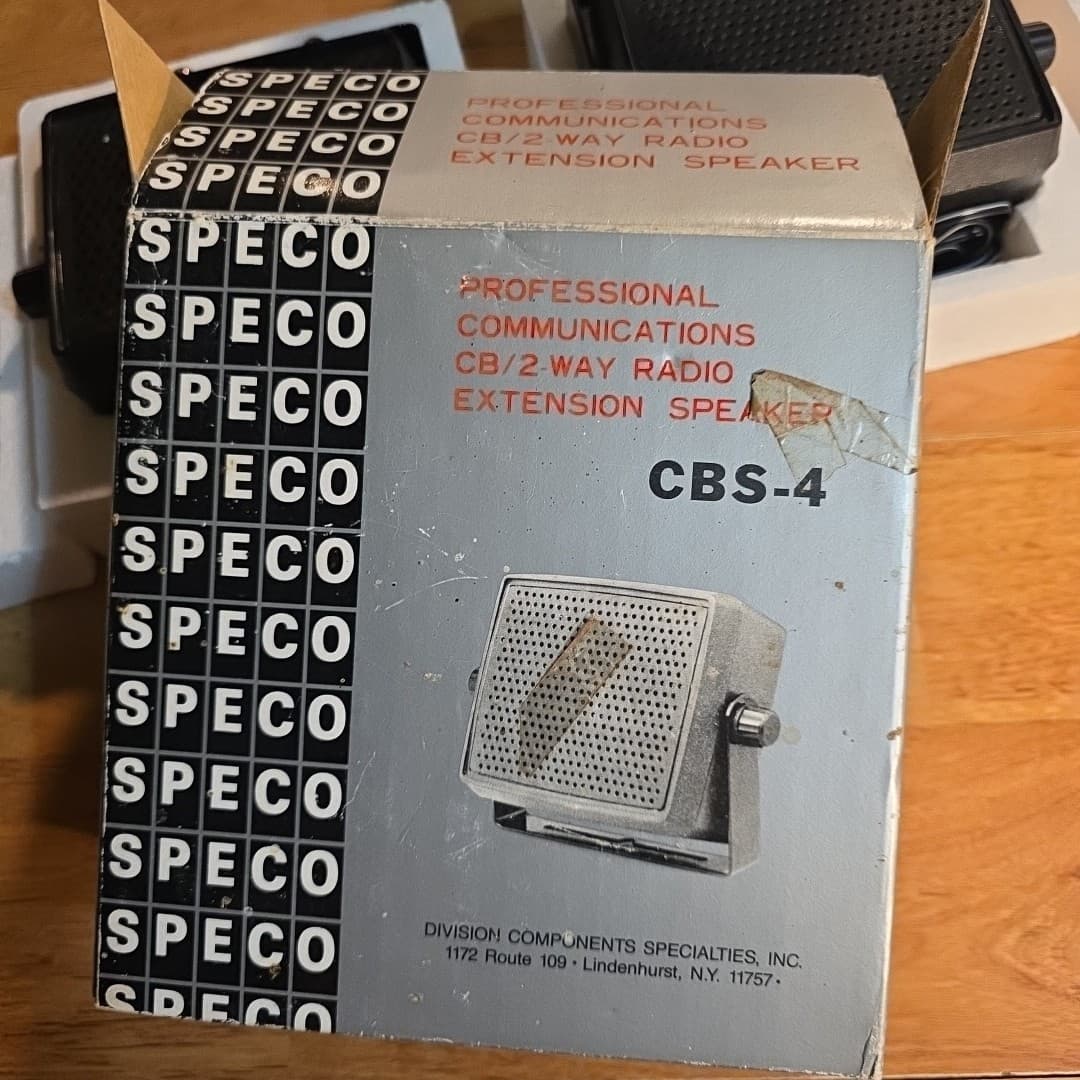 SPECO
SPECO
SPECO
SPECO
PROFESSIONAL
COMMUNICATIONS
CB/2-WAY RADIO
EXTENSION SPEAKER
SPECO
SPECO
SPECO
SPECO
SPECO
SPECO
SPECO
SPECO
SPECO
SPECO
SPECO
PROFESSIONAL
COMMUNICATIONS
CB/2-WAY RADIO
EXTENSION SPEAKER
CBS-4
DIVISION COMPONENTS SPECIALTIES, INC.
1172 Route 109 • Lindenhurst, N.Y. 11757 •